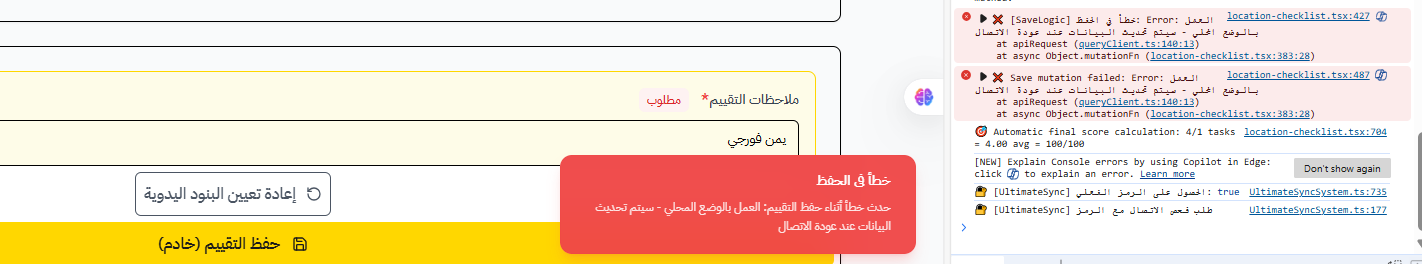 ملاحظات التقييم* مطلوب
يمن فورجي
إعادة تعيين البنود اليدوية
حفظ التقييم (خادم)
خطأ في الحفظ
حدث خطأ أثناء حفظ التقييم: العمل بالوضع المحلي - سيتم تحديث
البيانات عند عودة الاتصال
❌ [SaveLogic] خطأ في الحفظ: Error: العمل location-checklist.tsx:427
بالوضع المحلي - سيتم تحديث البيانات عند عودة الاتصال
at apiRequest (queryClient.ts:140:13)
at async Object.mutationFn (location-checklist.tsx:383:28)
❌ Save mutation failed: Error: العمل location-checklist.tsx:487
بالوضع المحلي - سيتم تحديث البيانات عند عودة الاتصال
at apiRequest (queryClient.ts:140:13)
at async Object.mutationFn (location-checklist.tsx:383:28)
🎯 Automatic final score calculation: 4/1 tasks location-checklist.tsx:704
= 4.00 avg = 100/100
[NEW] Explain Console errors by using Copilot in Edge:
click to explain an error. Learn more
Don't show again
🔐 [UltimateSync] الحصول على الرمز الفعلي: true UltimateSyncSystem.ts:735
🔐 [UltimateSync] طلب فحص الاتصال مع الرمز UltimateSyncSystem.ts:177